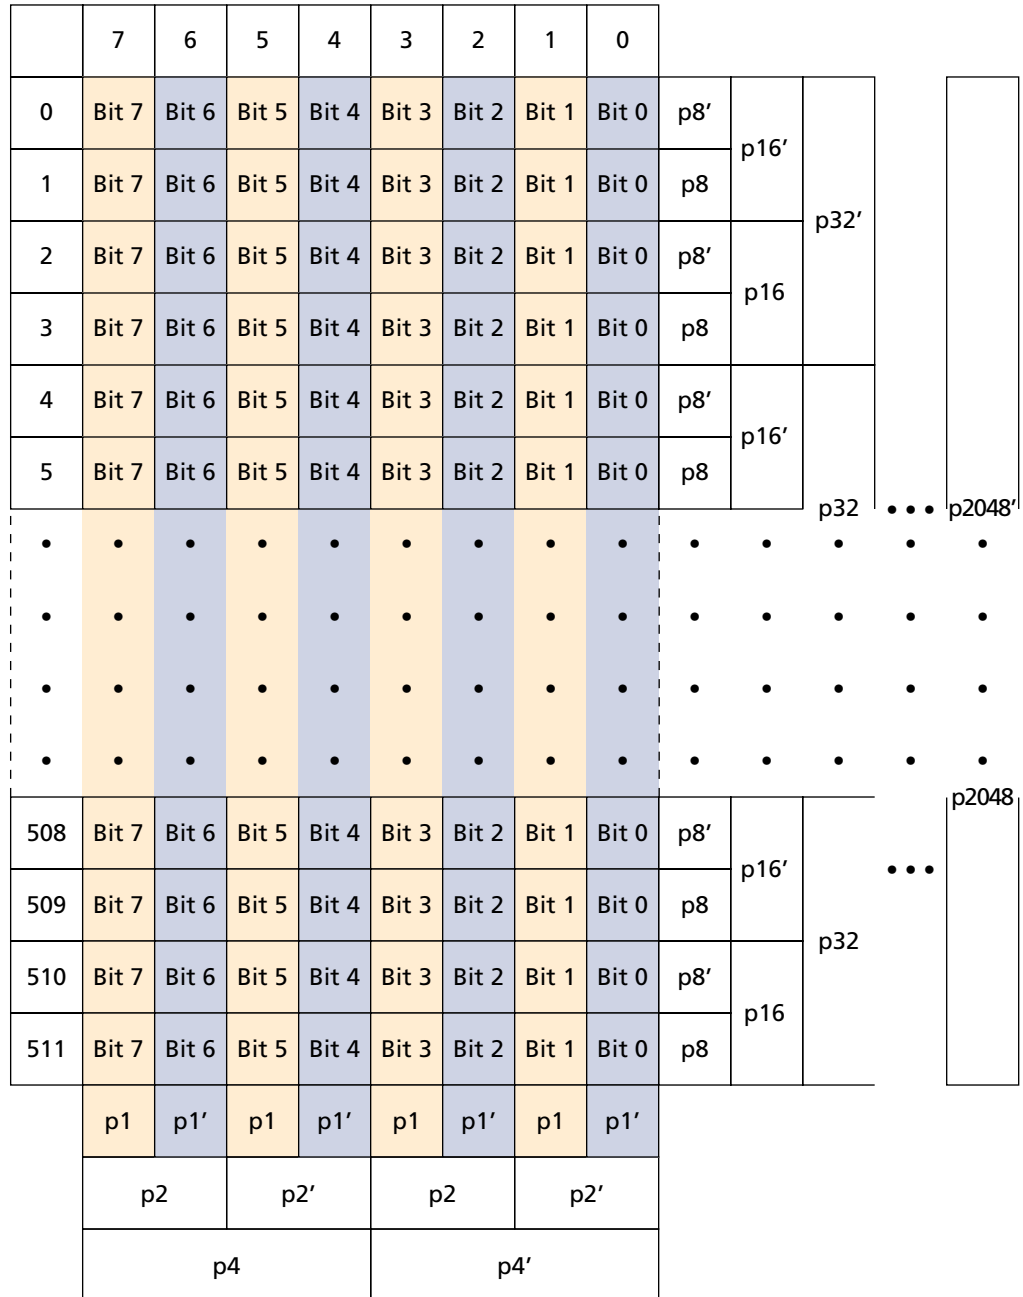 7 6 5 4 3 2 1 0
0 Bit 7 Bit 6 Bit 5 Bit 4 Bit 3 Bit 2 Bit 1 Bit 0 p8’
p16’
1 Bit 7 Bit 6 Bit 5 Bit 4 Bit 3 Bit 2 Bit 1 Bit 0 p8
p32’
2 Bit 7 Bit 6 Bit 5 Bit 4 Bit 3 Bit 2 Bit 1 Bit 0 p8’
p16
3 Bit 7 Bit 6 Bit 5 Bit 4 Bit 3 Bit 2 Bit 1 Bit 0 p8
4 Bit 7 Bit 6 Bit 5 Bit 4 Bit 3 Bit 2 Bit 1 Bit 0 p8’
p16’
5 Bit 7 Bit 6 Bit 5 Bit 4 Bit 3 Bit 2 Bit 1 Bit 0 p8
p32 • • • p2048’
• • • • • • • • • • • • • •
• • • • • • • • • • • • • •
• • • • • • • • • • • • • •
• • • • • • • • • • • • • •
p2048
508 Bit 7 Bit 6 Bit 5 Bit 4 Bit 3 Bit 2 Bit 1 Bit 0 p8’
p16’ • • •
509 Bit 7 Bit 6 Bit 5 Bit 4 Bit 3 Bit 2 Bit 1 Bit 0 p8
p32
510 Bit 7 Bit 6 Bit 5 Bit 4 Bit 3 Bit 2 Bit 1 Bit 0 p8’
p16
511 Bit 7 Bit 6 Bit 5 Bit 4 Bit 3 Bit 2 Bit 1 Bit 0 p8
p1 p1’ p1 p1’ p1 p1’ p1 p1’
p2 p2’ p2 p2’
p4 p4’